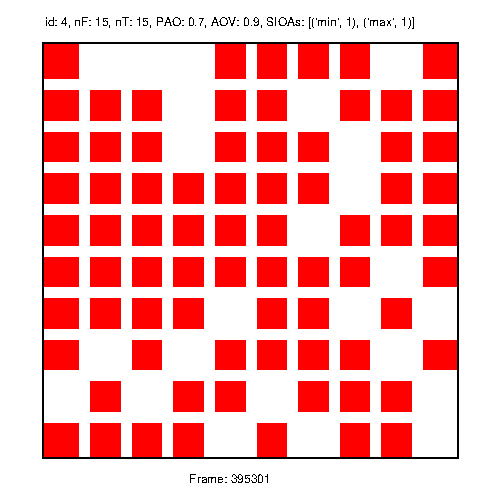 id: 4, nF: 15, nT: 15, PAO: 0.7, AOV: 0.9, SIOAs: [('min', 1), ('max', 1)]
Frame: 395301